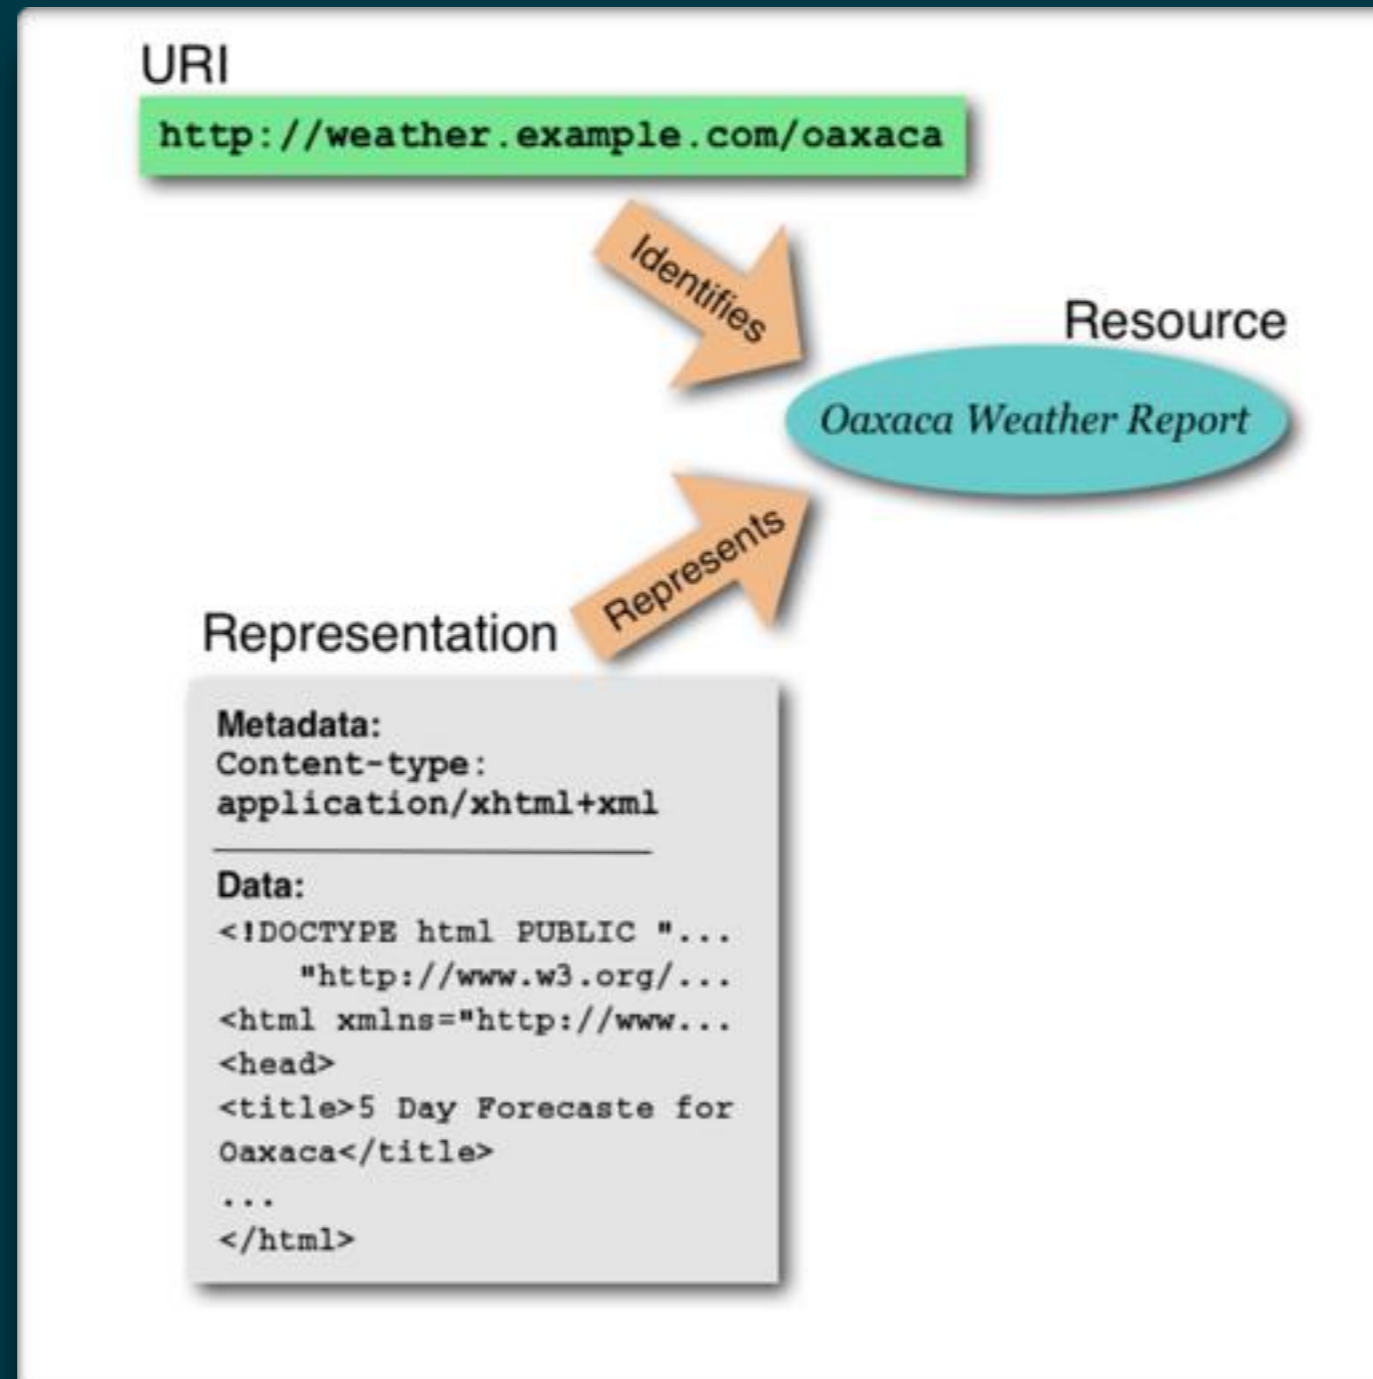 URI
http://weather.example.com/oaxaca
Identifies
Resource
Oaxaca Weather Report
Represents
Representation
Metadata:
Content-type:
application/xhtml+xml
Data:
<!DOCTYPE html PUBLIC "...
"http://www.w3.org/...
<html xmlns="http://www...
<head>
<title>5 Day Forecaste for
Oaxaca</title>
...
</html>